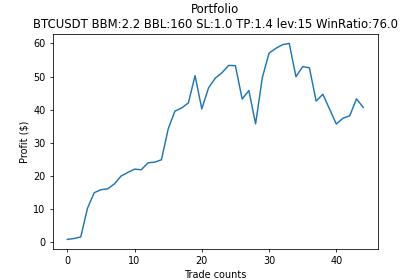 Portfolio
BTCUSDT BBM:2.2 BBL:160 SL:1.0 TP:1.4 lev:15 WinRatio:76.0
60
50
40
30
20
10
0
Profit ($)
0 10 20 30 40
Trade counts